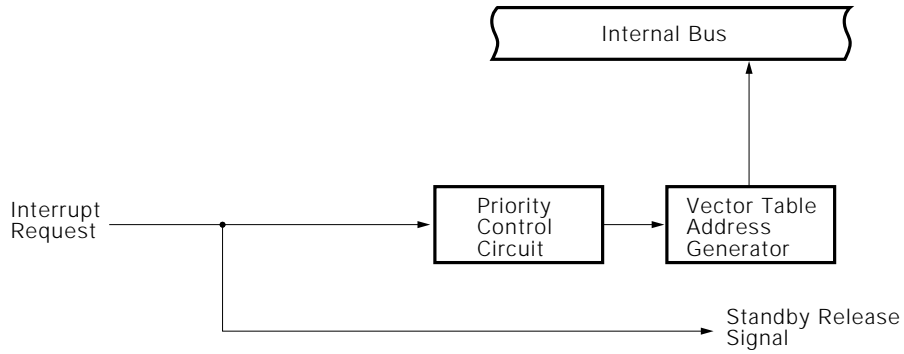 Internal Bus
Interrupt
Request
Priority
Control
Circuit
Vector Table
Address
Generator
Standby Release
Signal